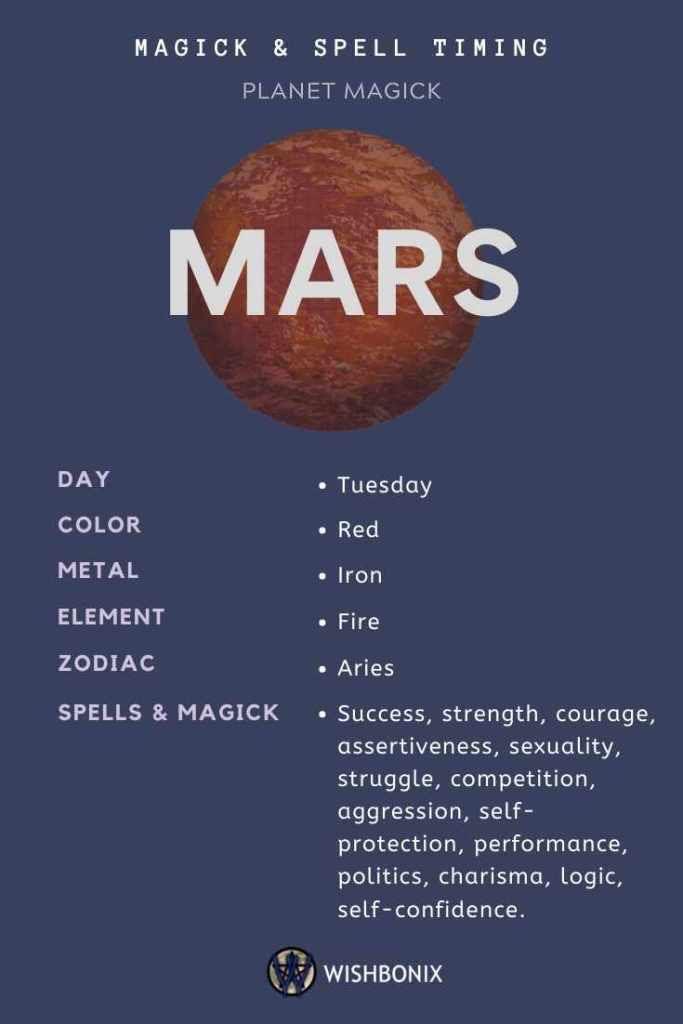 MAGICK & SPELL TIMING
PLANET MAGICK
MARS
DAY
• Tuesday
COLOR
• Red
METAL
• Iron
ELEMENT
• Fire
ZODIAC
• Aries
SPELLS & MAGICK
• Success, strength, courage,
assertiveness, sexuality,
struggle, competition,
aggression, self-
protection, performance,
politics, charisma, logic,
self-confidence.
WISHBONIX